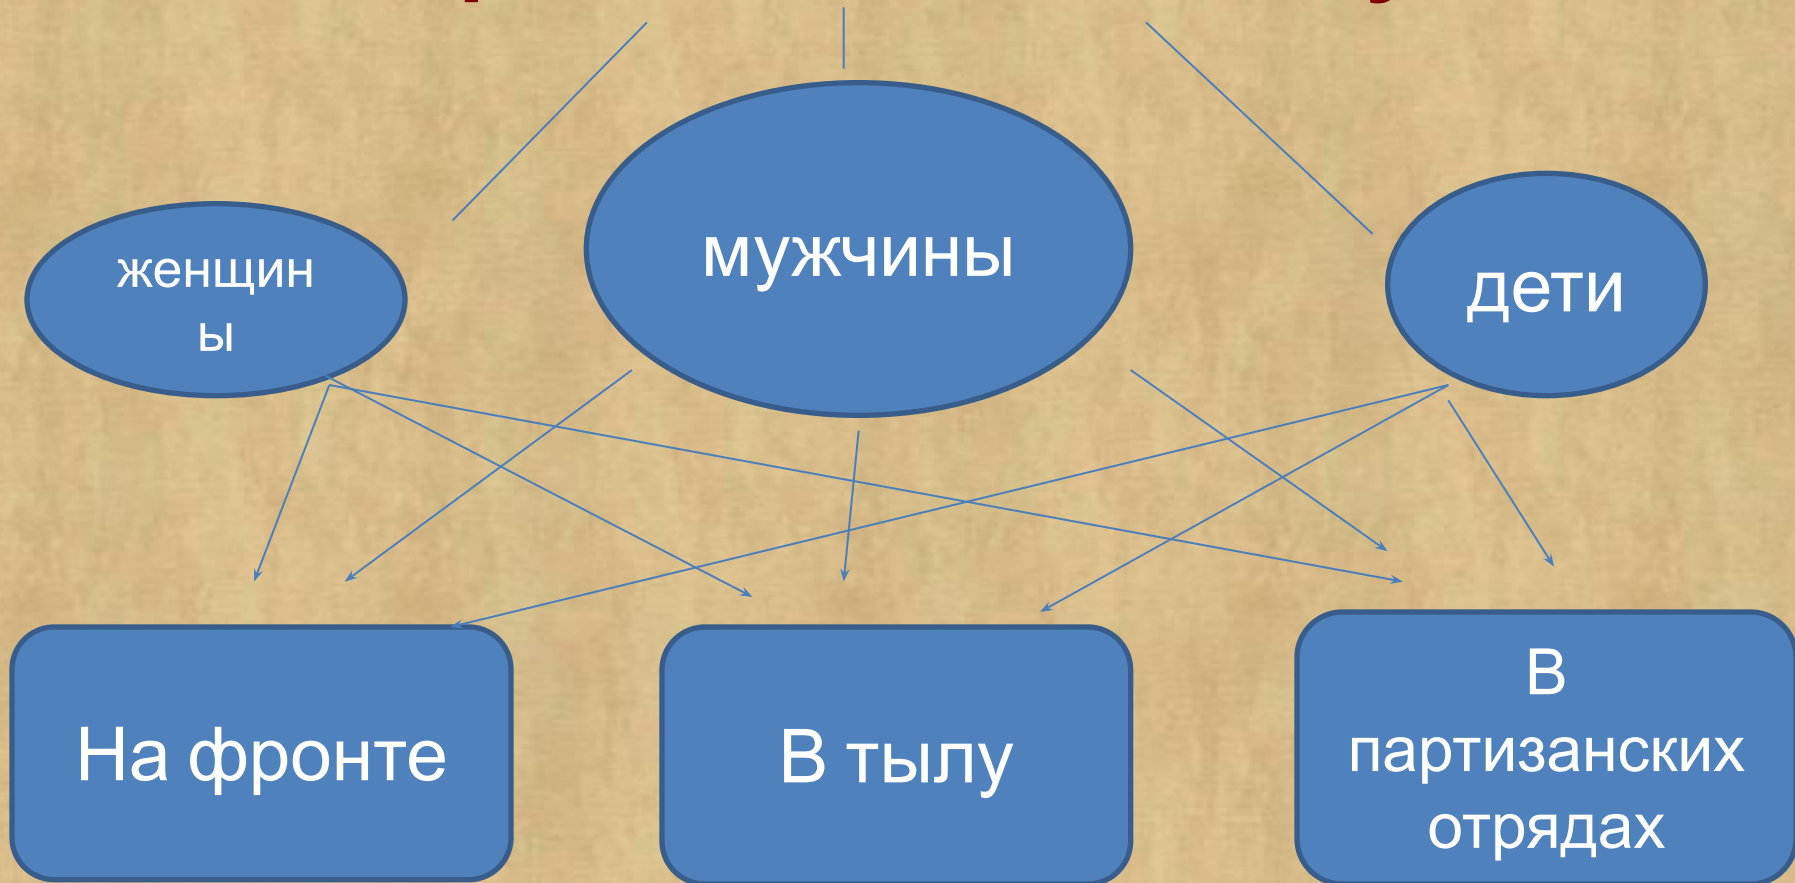 женщин
ы
мужчины
дети
На фронте
В тылу
В
партизанских
отрядах